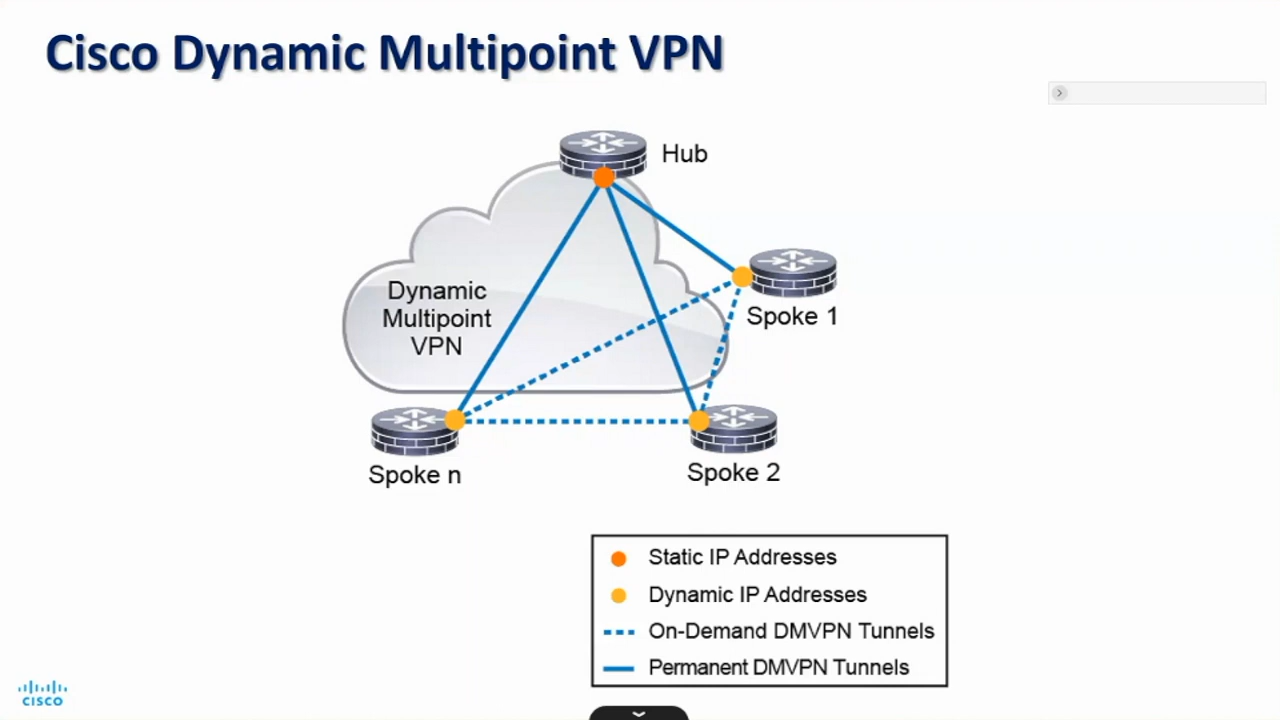 Cisco Dynamic Multipoint VPN
Hub
Dynamic
Multipoint
VPN
Spoke 1
Spoke n
Spoke 2
Static IP Addresses
Dynamic IP Addresses
On-Demand DMVPN Tunnels
Permanent DMVPN Tunnels
CISCO